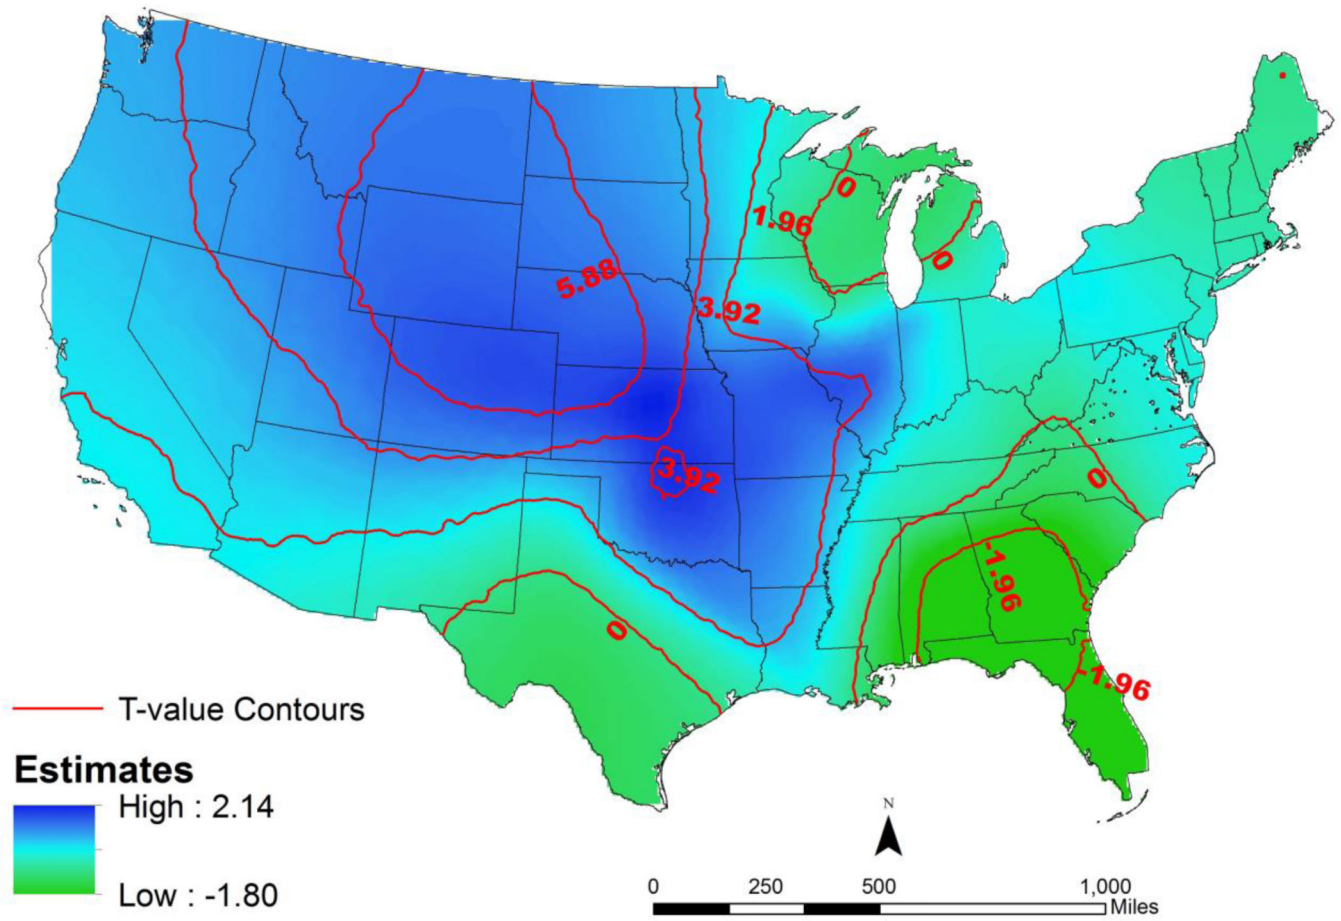 0
1.96
0
5.88
3.92
3.92
0
-1.96
0
-1.96
T-value Contours
Estimates
High : 2.14
Low : -1.80
N
0 250 500 1,000
Miles